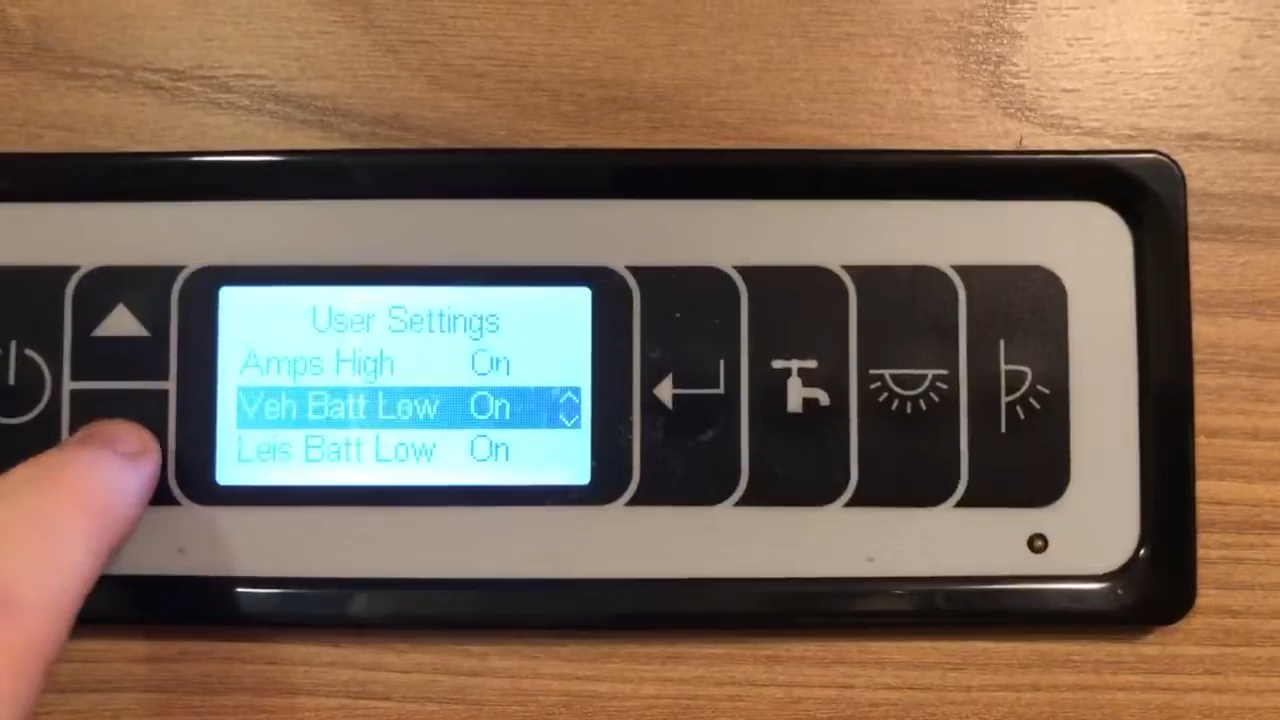 User Settings
Amps High On
Veh Batt Low On
Leis Batt Low On